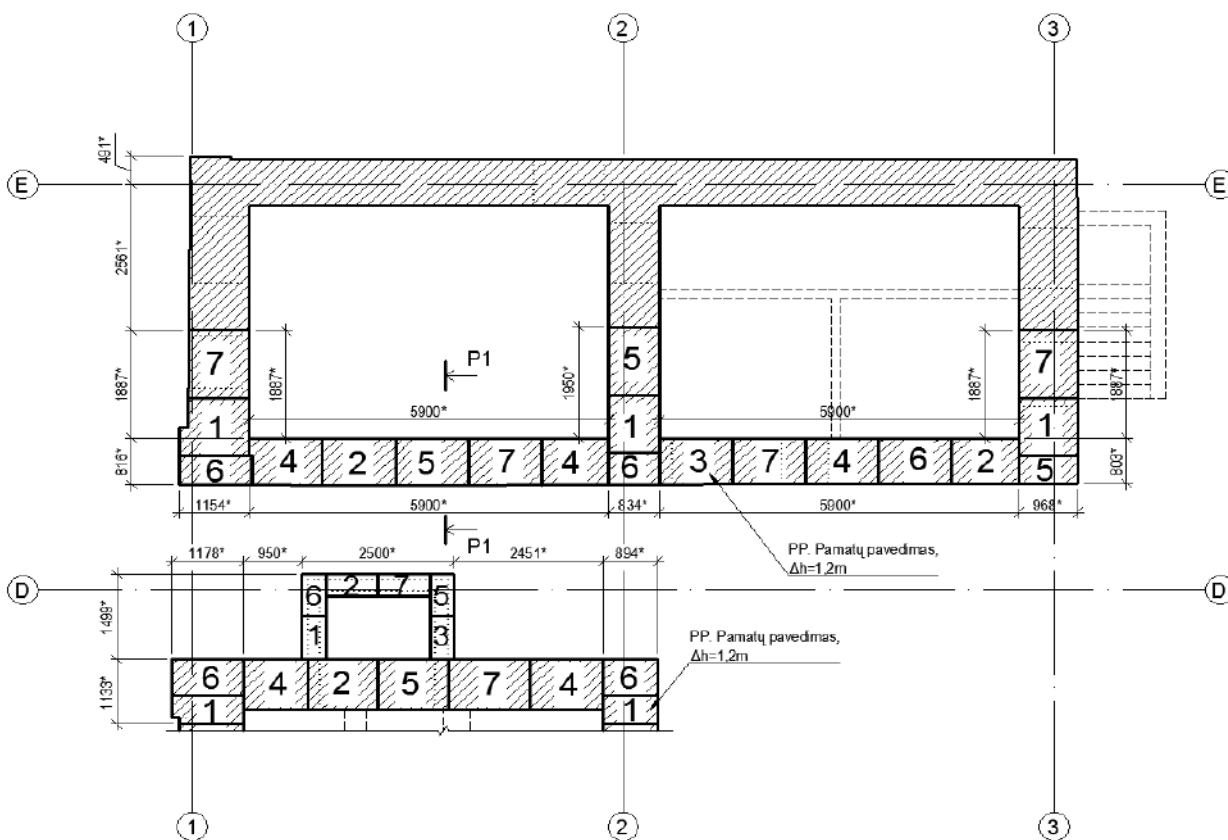 1 2 3
491*
E E
2561*
7 5 7
P1
1887* 1887* 1950* 1887* 1887*
5900* 5900*
1 1 1
816* 6 4 2 5 7 4 6 3 7 4 6 2 5 803*
1154* 5900* 834* 5900* 968*
P1
1178* 950* 2500* 2451* 894*
PP. Pamatų pavedimas,
Δh=1,2m
D D
6 2 7 5
1499*
1 3
PP. Pamatų pavedimas,
Δh=1,2m
6 4 2 5 7 4 6
1133*
1 1
1 2 3